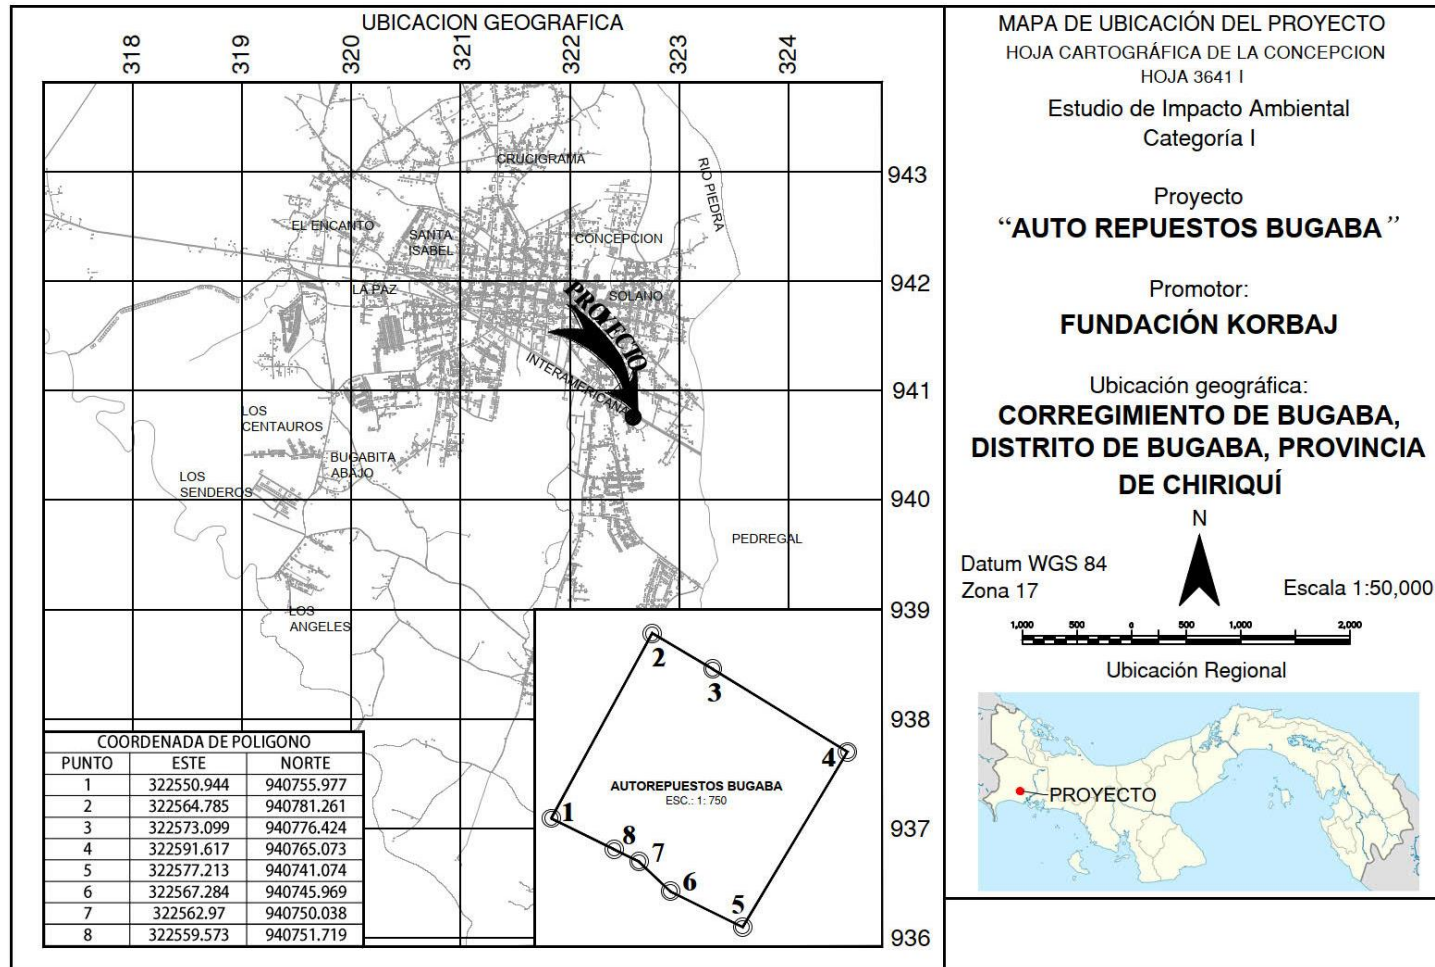 UBICACION GEOGRAFICA
318
319
320
321
322
323
324
943
942
941
940
939
938
937
936
CRUCIGRAMA
RIO PIEDRA
EL ENCANTO
SANTA
ISABEL
CONCEPCION
LA PAZ
SOLANO
PROYECTO
INTERAMERICANA
LOS
CENTAUROS
BUGABITA
ABAJO
LOS
SENDEROS
PEDREGAL
LOS
ANGELES
COORDENADA DE POLIGONO
PUNTO ESTE NORTE
1 322550.944 940755.977
2 322564.785 940781.261
3 322573.099 940776.424
4 322591.617 940765.073
5 322577.213 940741.074
6 322567.284 940745.969
7 322562.97 940750.038
8 322559.573 940751.719
2
3
4
AUTOREPUESTOS BUGABA
ESC.: 1: 750
1
8
7
6
5
MAPA DE UBICACIÓN DEL PROYECTO
HOJA CARTOGRÁFICA DE LA CONCEPCION
HOJA 3641 I
Estudio de Impacto Ambiental
Categoría I
Proyecto
“AUTO REPUESTOS BUGABA”
Promotor:
FUNDACIÓN KORBAJ
Ubicación geográfica:
CORREGIMIENTO DE BUGABA,
DISTRITO DE BUGABA, PROVINCIA
DE CHIRIQUÍ
N
Datum WGS 84
Zona 17
Escala 1:50,000
1,000 500 0 500 1,000 2,000
Ubicación Regional
PROYECTO